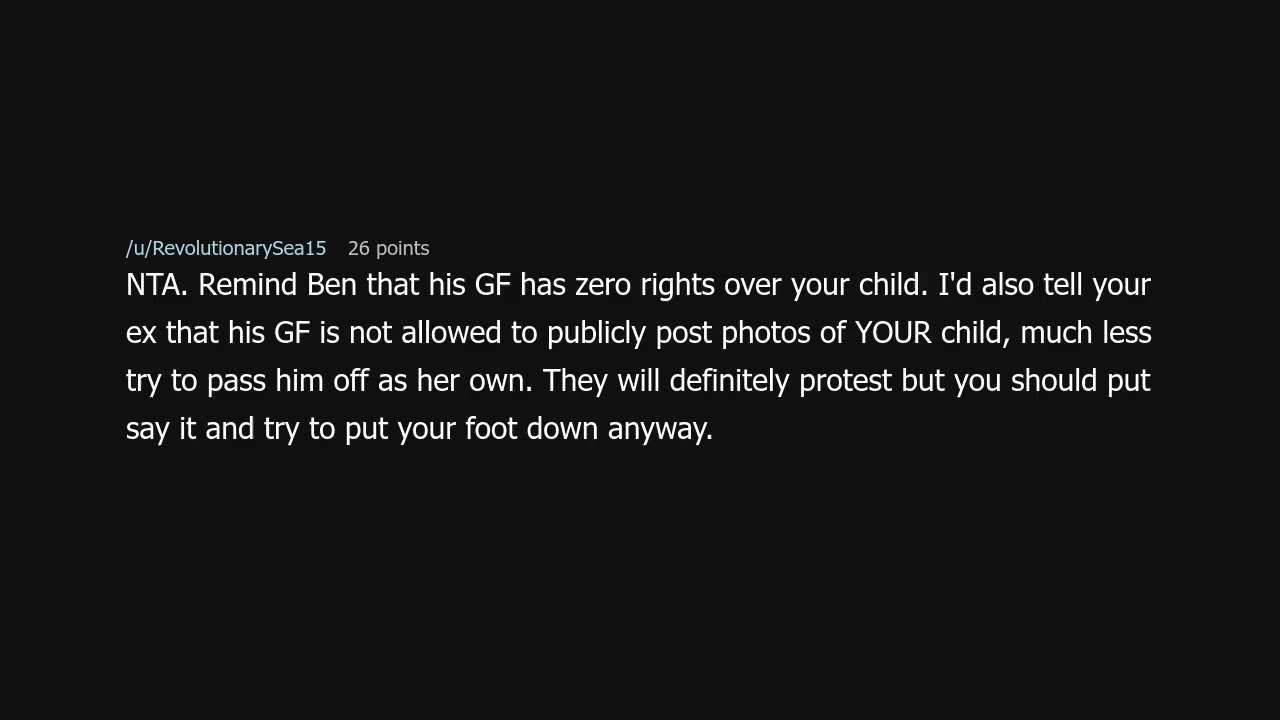 /u/RevolutionarySea15 26 points
NTA. Remind Ben that his GF has zero rights over your child. I'd also tell your
ex that his GF is not allowed to publicly post photos of YOUR child, much less
try to pass him off as her own. They will definitely protest but you should put
say it and try to put your foot down anyway.